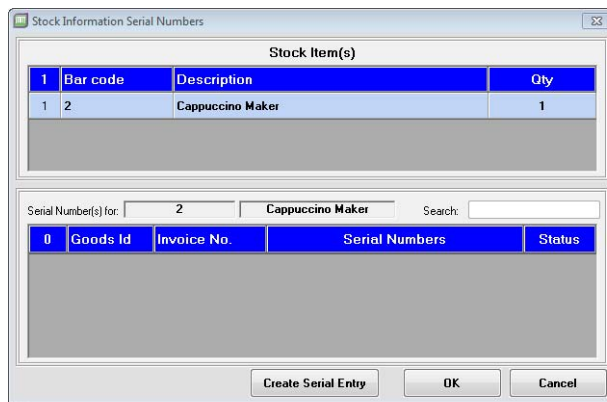 Stock Information Serial Numbers
Stock Item(s)
1 Bar code Description Qty
1 2 Cappuccino Maker 1
Serial Number(s) for: 2 Cappuccino Maker Search:
0 Goods Id Invoice No. Serial Numbers Status
Create Serial Entry OK Cancel